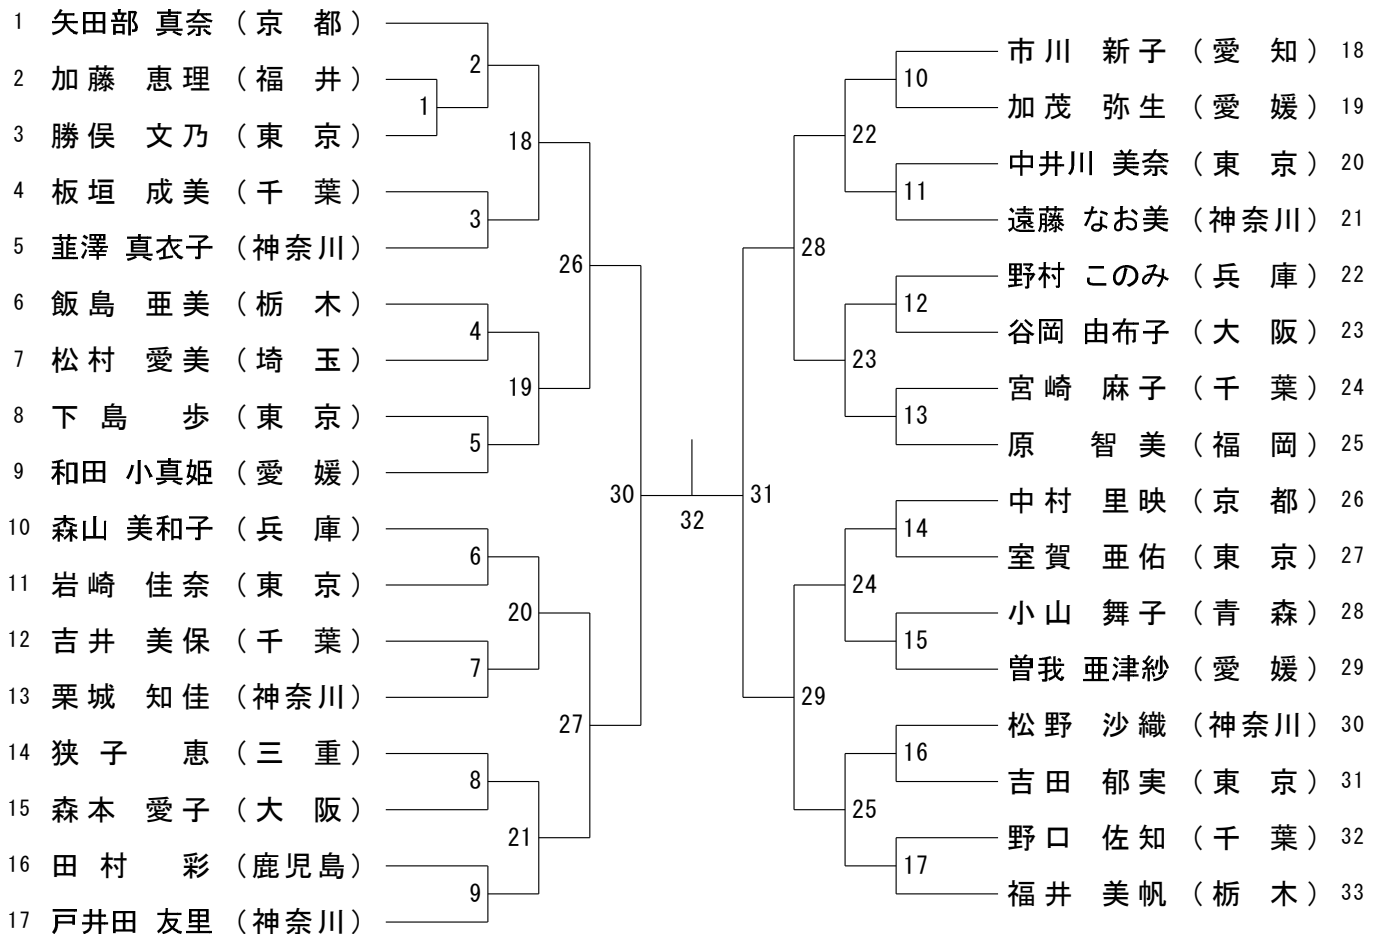 1 矢田部 真奈 （ 京 都 ）
2 加藤 恵理 （ 福 井 ）
3 勝俣 文乃 （ 東 京 ）
4 板垣 成美 （ 千 葉 ）
5 韮澤 真衣子 （神奈川）
6 飯島 亜美 （ 栃 木 ）
7 松村 愛美 （ 埼 玉 ）
8 下島 歩 （ 東 京 ）
9 和田 小真姫 （ 愛 媛 ）
10 森山 美和子 （ 兵 庫 ）
11 岩崎 佳奈 （ 東 京 ）
12 吉井 美保 （ 千 葉 ）
13 栗城 知佳 （神奈川）
14 狭子 恵 （ 三 重 ）
15 森本 愛子 （ 大 阪 ）
16 田村 彩 （鹿児島）
17 戸井田 友里 （神奈川）
1
2
3
4
5
6
7
8
9
18
19
20
21
26
27
30
32
31
28
29
22
23
24
25
10
11
12
13
14
15
16
17
市川 新子 （ 愛 知 ） 18
加茂 弥生 （ 愛 媛 ） 19
中井川 美奈 （ 東 京 ） 20
遠藤 なお美 （神奈川） 21
野村 このみ （ 兵 庫 ） 22
谷岡 由布子 （ 大 阪 ） 23
宮崎 麻子 （ 千 葉 ） 24
原 智美 （ 福 岡 ） 25
中村 里映 （ 京 都 ） 26
室賀 亜佑 （ 東 京 ） 27
小山 舞子 （ 青 森 ） 28
曽我 亜津紗 （ 愛 媛 ） 29
松野 沙織 （神奈川） 30
吉田 郁実 （ 東 京 ） 31
野口 佐知 （ 千 葉 ） 32
福井 美帆 （ 栃 木 ） 33